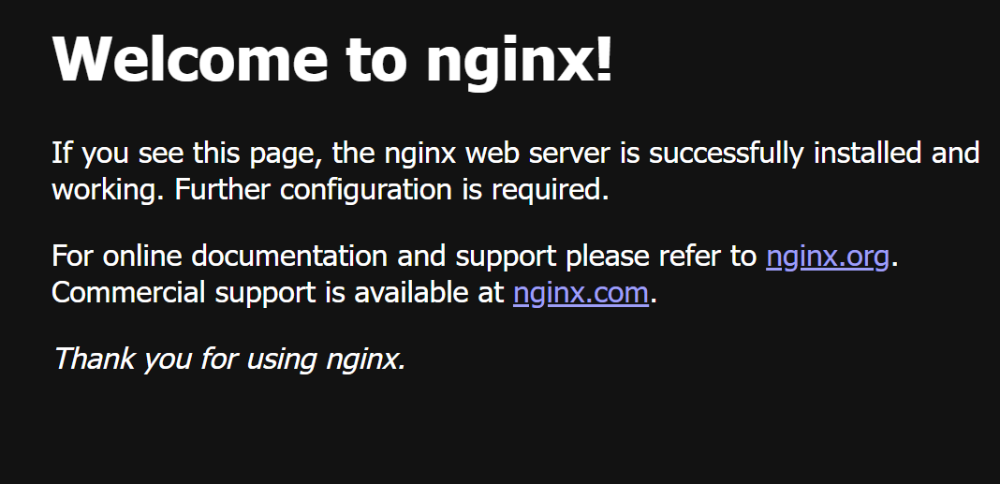 Welcome to nginx!
If you see this page, the nginx web server is successfully installed and
working. Further configuration is required.
For online documentation and support please refer to nginx.org.
Commercial support is available at nginx.com.
Thank you for using nginx.